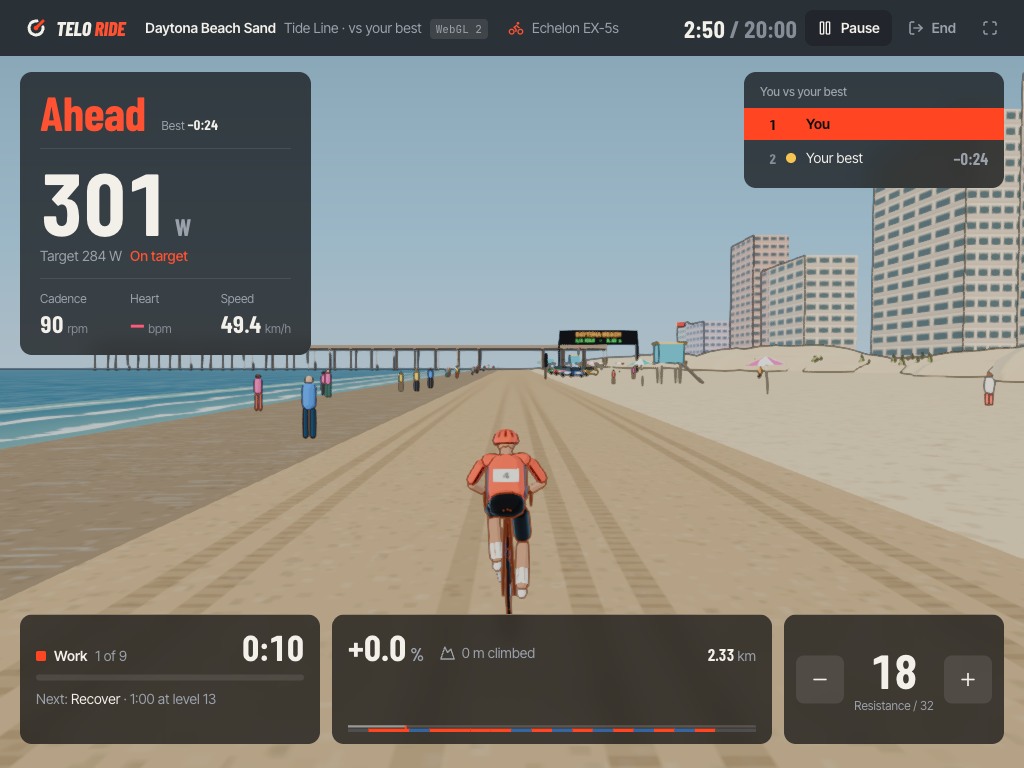 TELO RIDE Daytona Beach Sand Tide Line · vs your best WebGL 2 Echelon EX-5s 2:50 / 20:00 Pause End
Ahead Best −0:24
301 W
Target 284 W On target
Cadence Heart Speed
90 rpm – bpm 49.4 km/h
You vs your best
1 You
2 Your best −0:24
DAYTONA BEACH
4
Work 1 of 9 0:10
Next: Recover · 1:00 at level 13
+0.0 % 0 m climbed 2.33 km
− 18 +
Resistance / 32